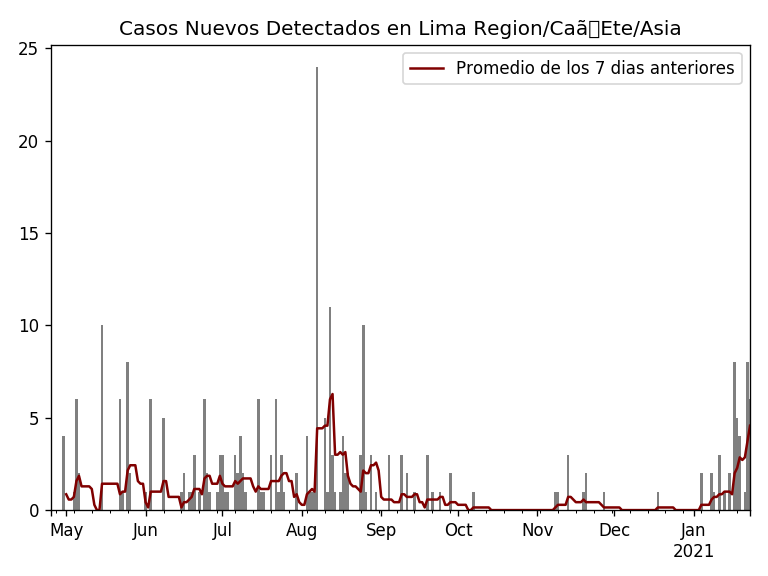 Casos Nuevos Detectados en Lima Region/Caã▯Ete/Asia
Promedio de los 7 dias anteriores
25
20
15
10
5
0
May Jun Jul Aug Sep Oct Nov Dec Jan
2021